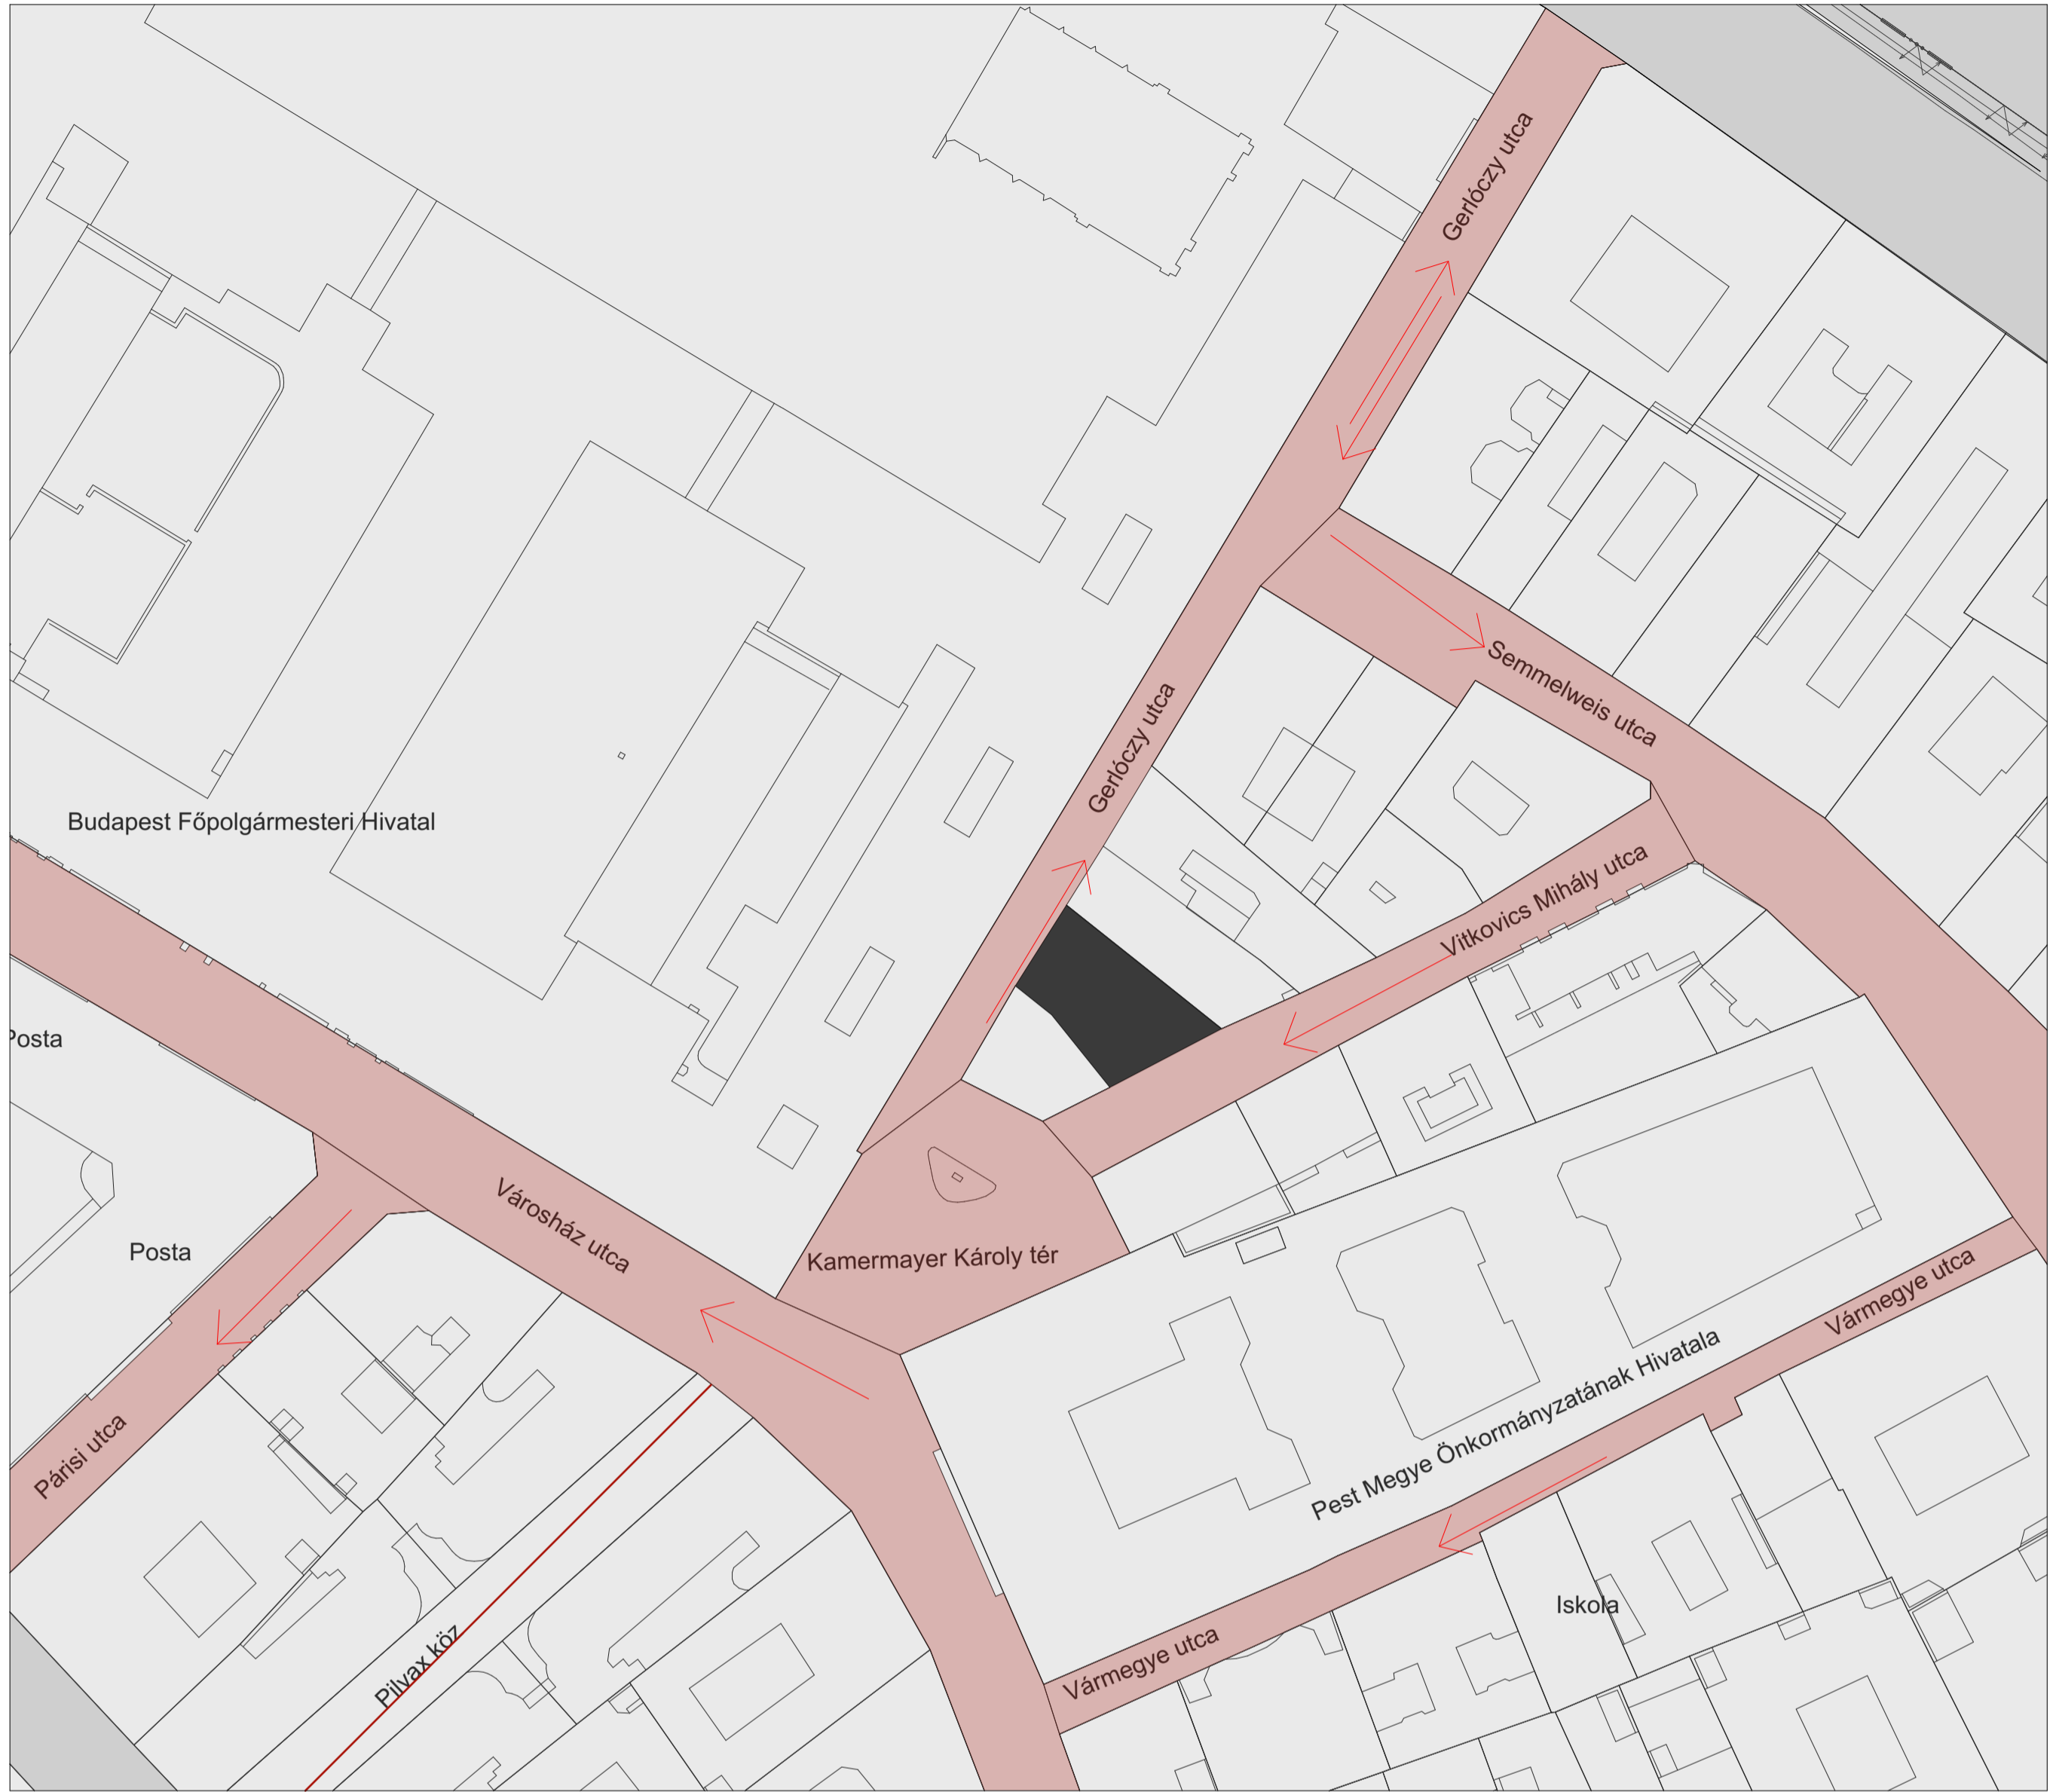 Gerlóczy utca
Semmelweis utca
Gerlóczy utca
Budapest Főpolgármesteri Hivatal
Vitkovics Mihály utca
Posta
Posta
Városház utca
Kamermayer Károly tér
Vármegye utca
Pest Megye Önkormányzatának Hivatala
Párisi utca
Iskola
Pilvax köz
Vármegye utca